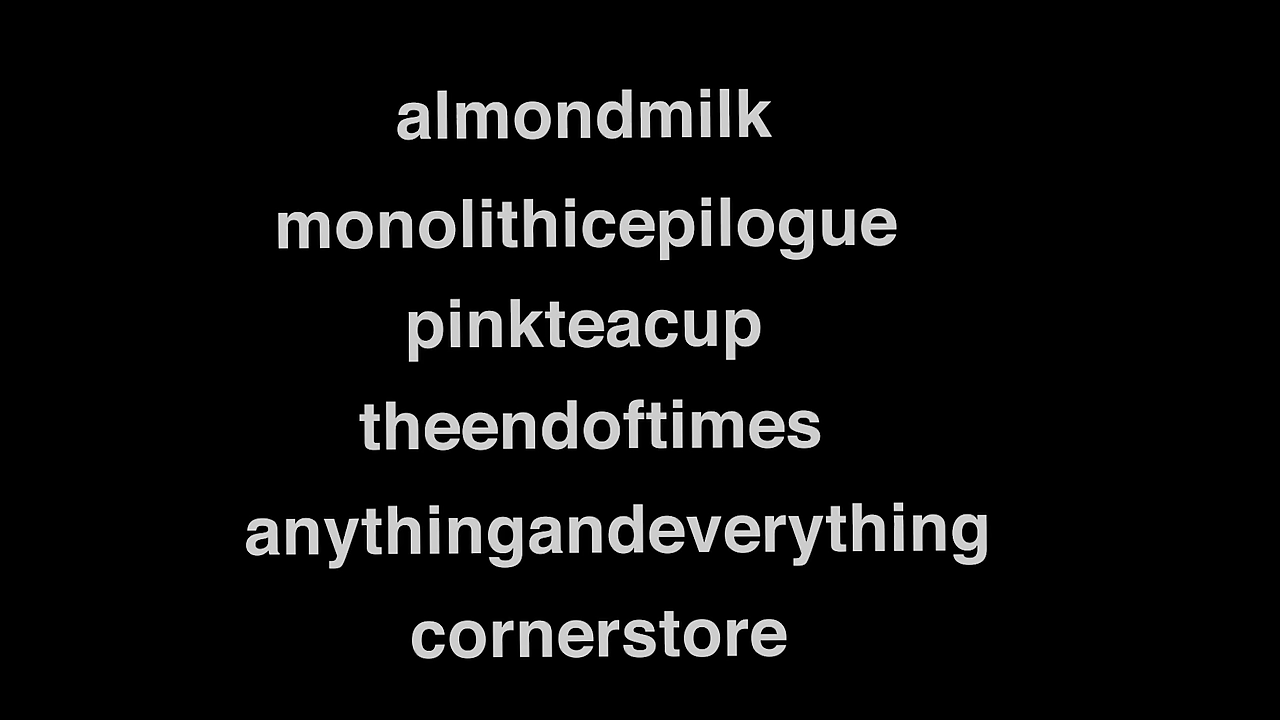 almondmilk
monolithicepilogue
pinkteacup
theendoftimes
anythingandeverything
cornerstore